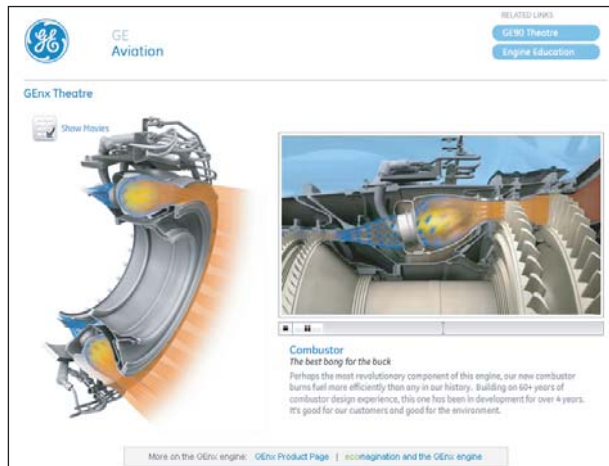 RELATED LINKS
GE
Aviation
GE90 Theatre
Engine Education
GEnx Theatre
Show Movies
Combustor
The best bang for the buck
Perhaps the most revolutionary component of this engine, our new combustor
burns fuel more efficiently than any in our history. Building on 60+ years of
combustor design experience, this one has been in development for over 4 years.
It's good for our customers and good for the environment.
More on the GEnx engine: GEnx Product Page | ecomagination and the GEnx engine